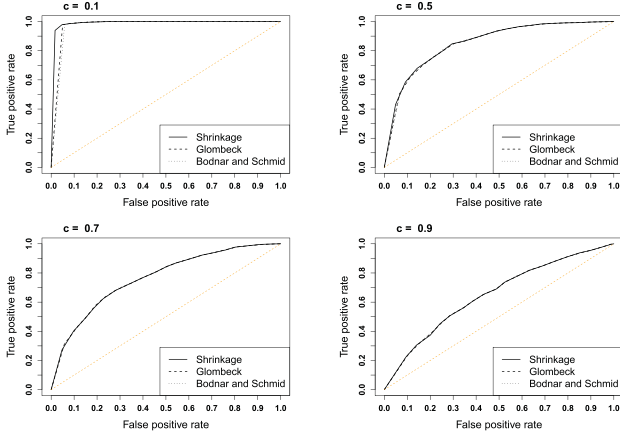 c = 0.1
True positive rate
0.0 0.2 0.4 0.6 0.8 1.0
Shrinkage
Glombeck
Bodnar and Schmid
0.0 0.1 0.2 0.3 0.4 0.5 0.6 0.7 0.8 0.9 1.0
False positive rate
c = 0.5
True positive rate
0.0 0.2 0.4 0.6 0.8 1.0
Shrinkage
Glombeck
Bodnar and Schmid
0.0 0.1 0.2 0.3 0.4 0.5 0.6 0.7 0.8 0.9 1.0
False positive rate
c = 0.7
True positive rate
0.0 0.2 0.4 0.6 0.8 1.0
Shrinkage
Glombeck
Bodnar and Schmid
0.0 0.1 0.2 0.3 0.4 0.5 0.6 0.7 0.8 0.9 1.0
False positive rate
c = 0.9
True positive rate
0.0 0.2 0.4 0.6 0.8 1.0
Shrinkage
Glombeck
Bodnar and Schmid
0.0 0.1 0.2 0.3 0.4 0.5 0.6 0.7 0.8 0.9 1.0
False positive rate